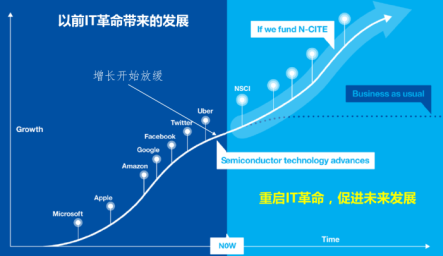 以前IT革命带来的发展
If we fund N-CITE
增长开始放缓
NSCI
Business as usual
Uber
Twitter
Growth
Facebook
Google
Semiconductor technology advances
Amazon
Apple
重启IT革命，促进未来发展
Microsoft
N0W
Time